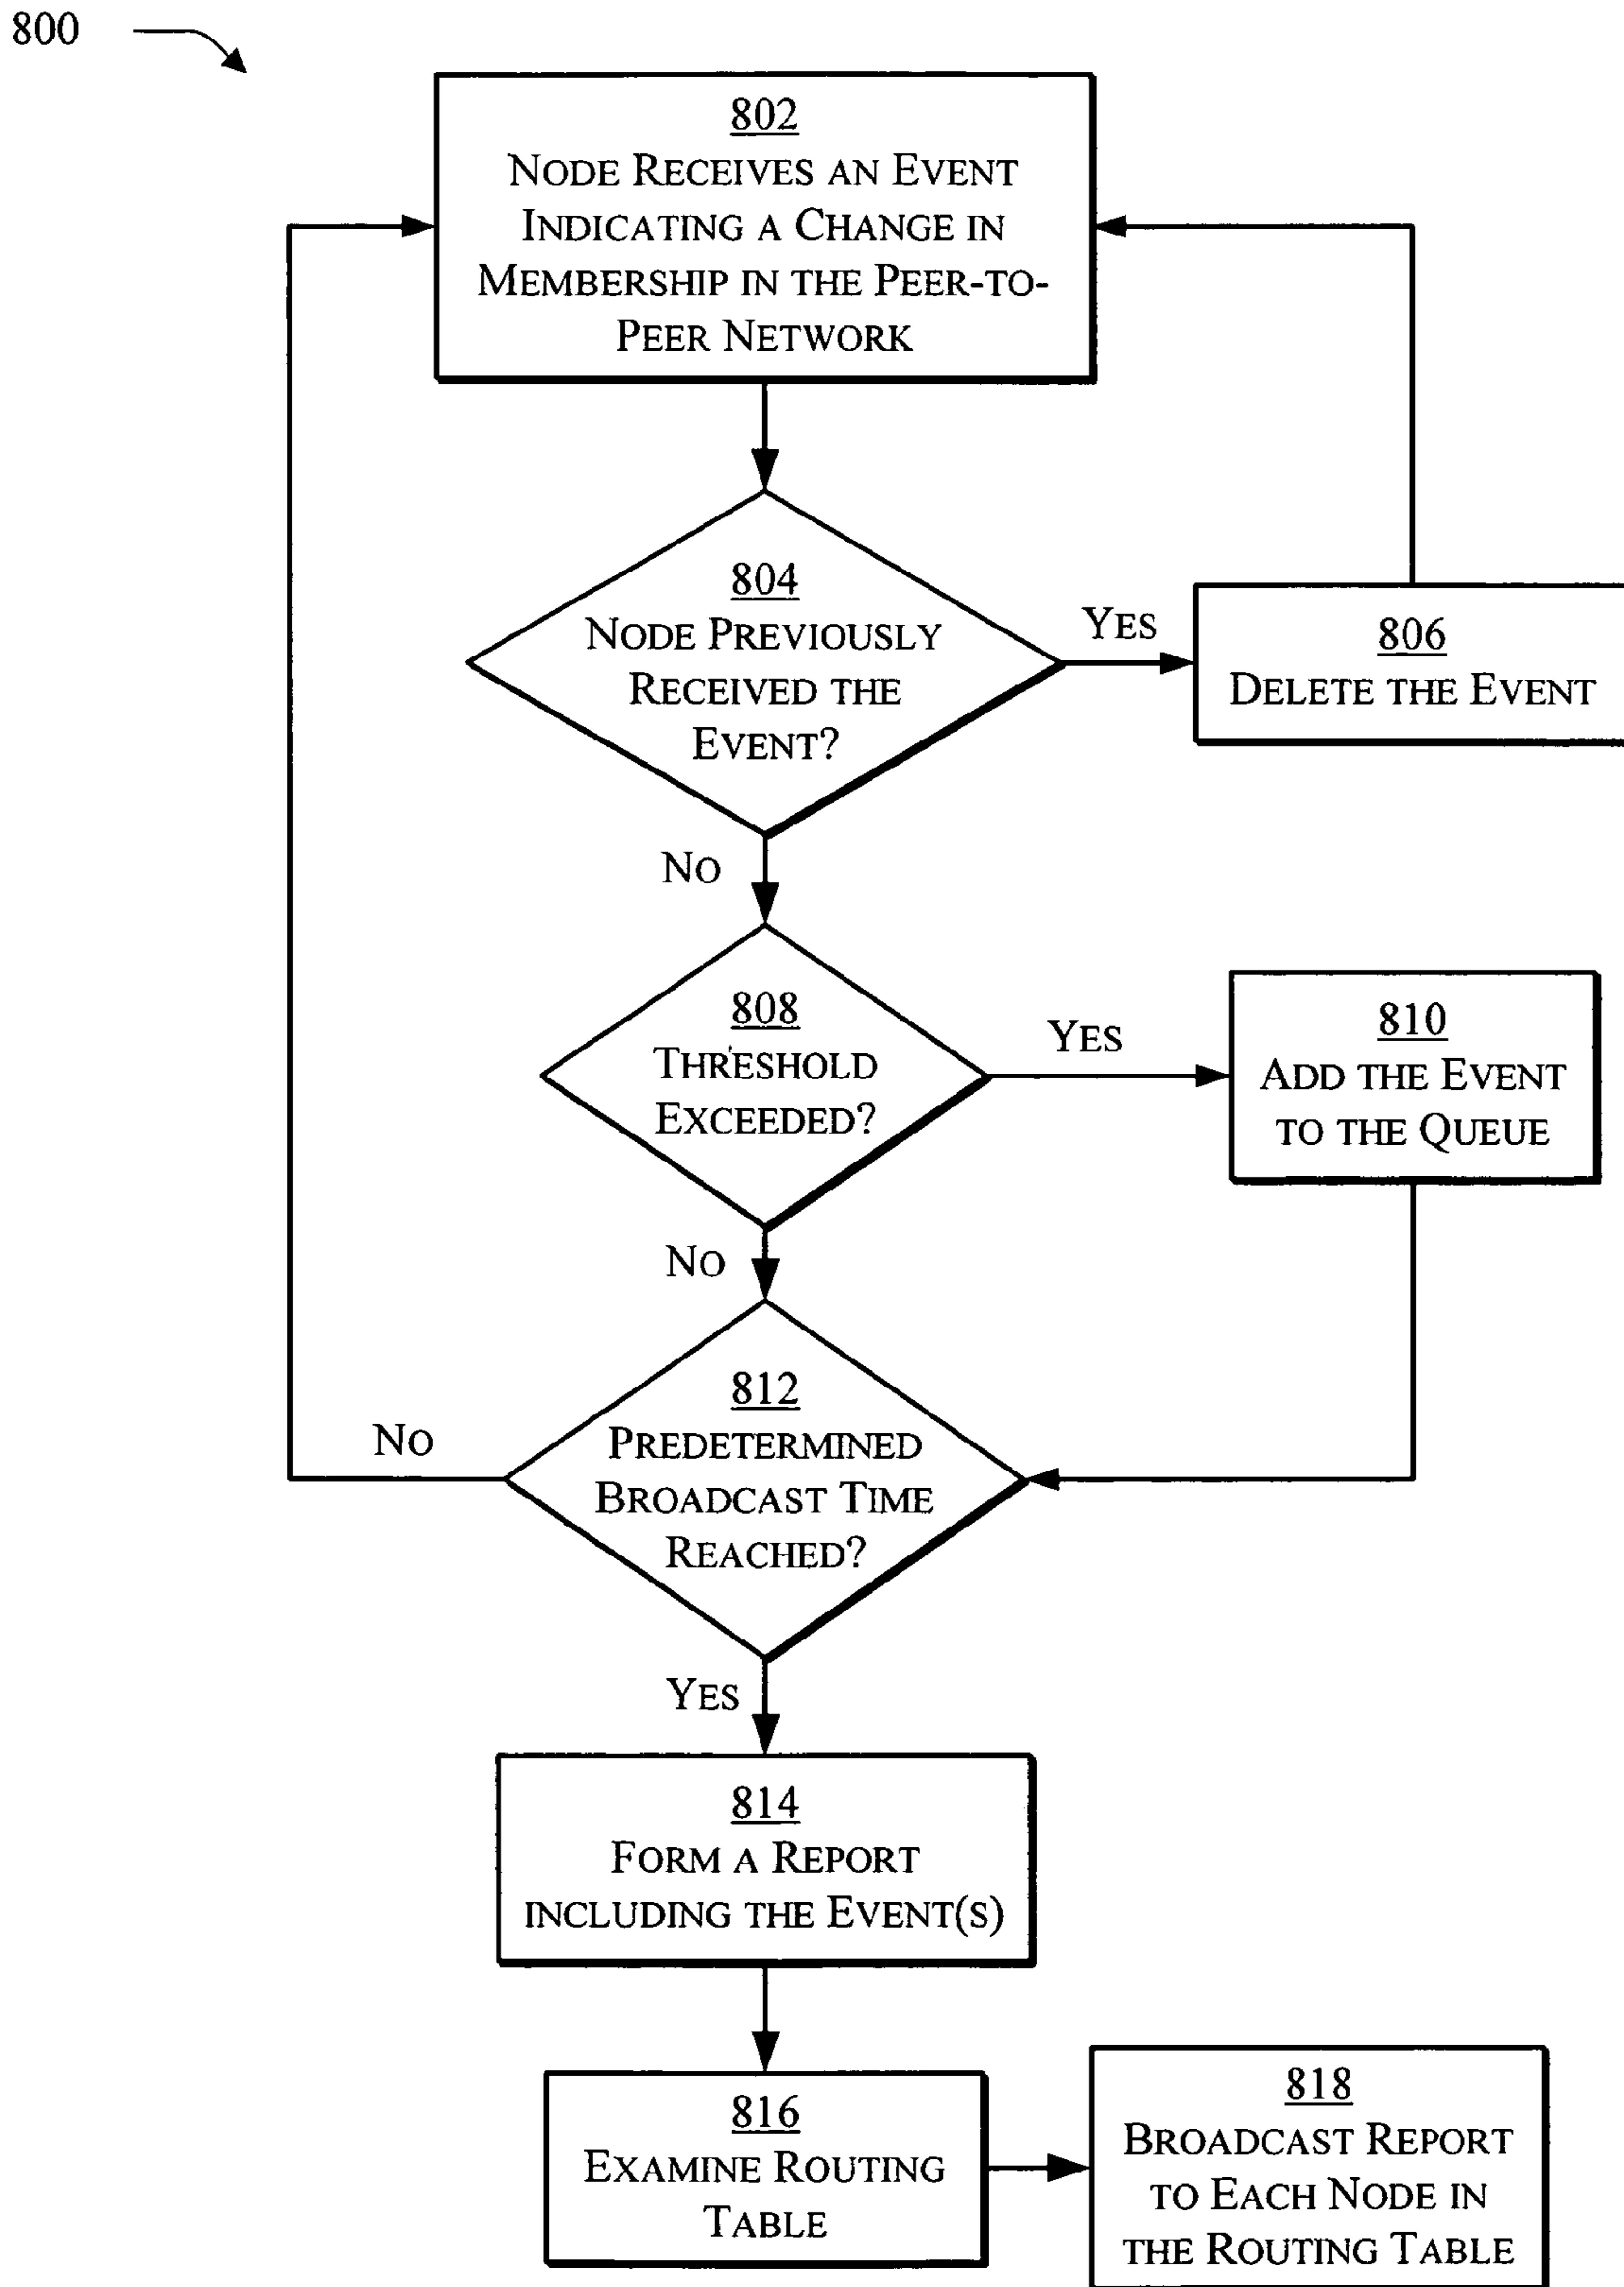 800
802
NODE RECEIVES AN EVENT
INDICATING A CHANGE IN
MEMBERSHIP IN THE PEER-TO-
PEER NETWORK
804
NODE PREVIOUSLY
RECEIVED THE
EVENT?
YES
806
DELETE THE EVENT
NO
808
THRESHOLD
EXCEEDED?
YES
810
ADD THE EVENT
TO THE QUEUE
NO
812
PREDETERMINED
BROADCAST TIME
REACHED?
NO
YES
814
FORM A REPORT
INCLUDING THE EVENT(S)
816
EXAMINE ROUTING
TABLE
818
BROADCAST REPORT
TO EACH NODE IN
THE ROUTING TABLE